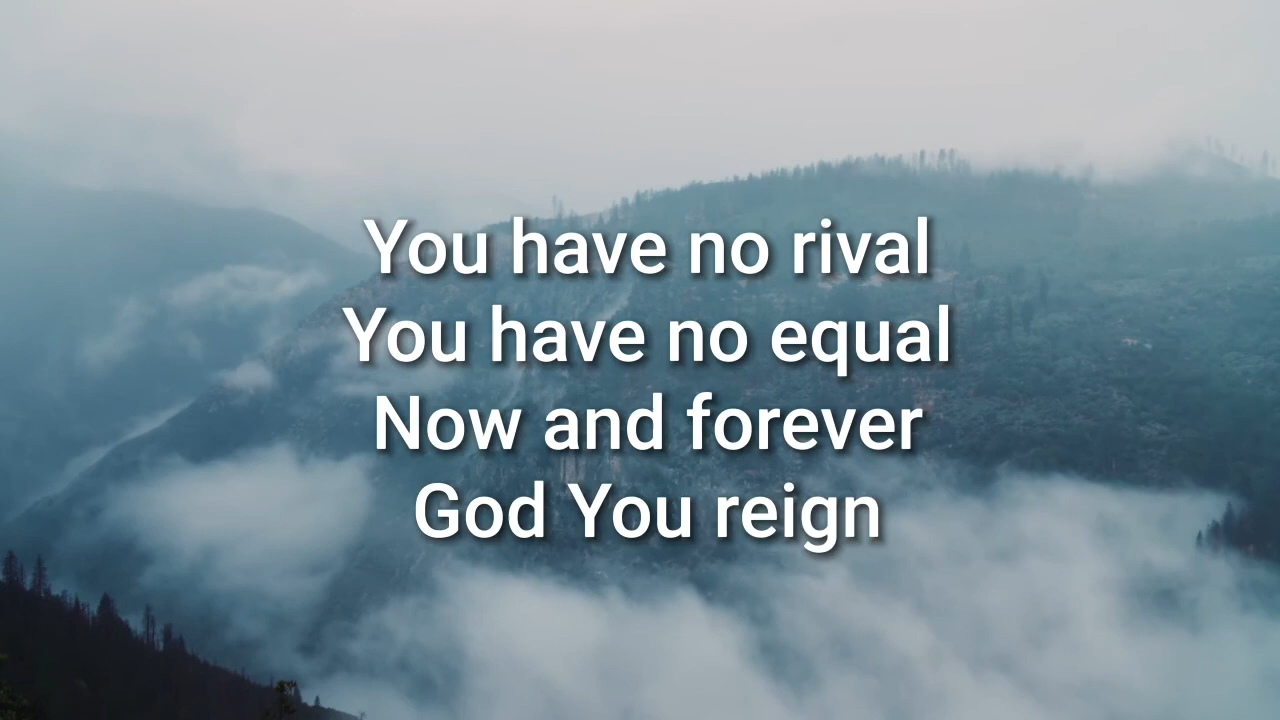 You have no rival
You have no equal
Now and forever
God You reign